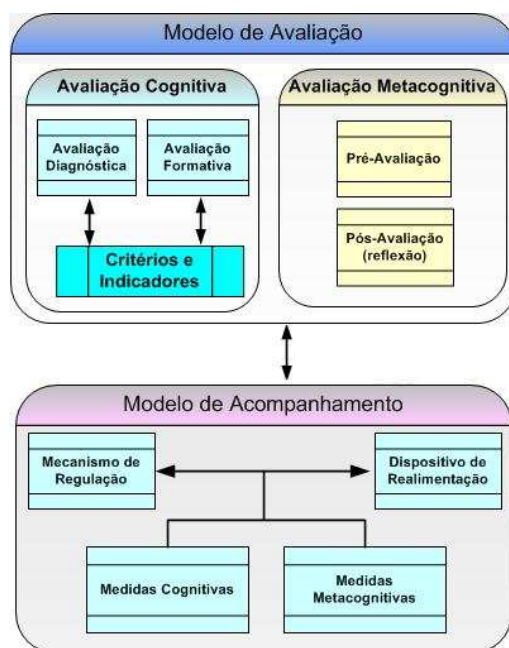 Modelo de Avaliação
Avaliação Cognitiva
Avaliação
Diagnóstica
Avaliação
Formativa
Critérios e
Indicadores
Avaliação Metacognitiva
Pré-Avaliação
Pós-Avaliação
(reflexão)
Modelo de Acompanhamento
Mecanismo de
Regulação
Dispositivo de
Realimentação
Medidas Cognitivas
Medidas
Metacognitivas